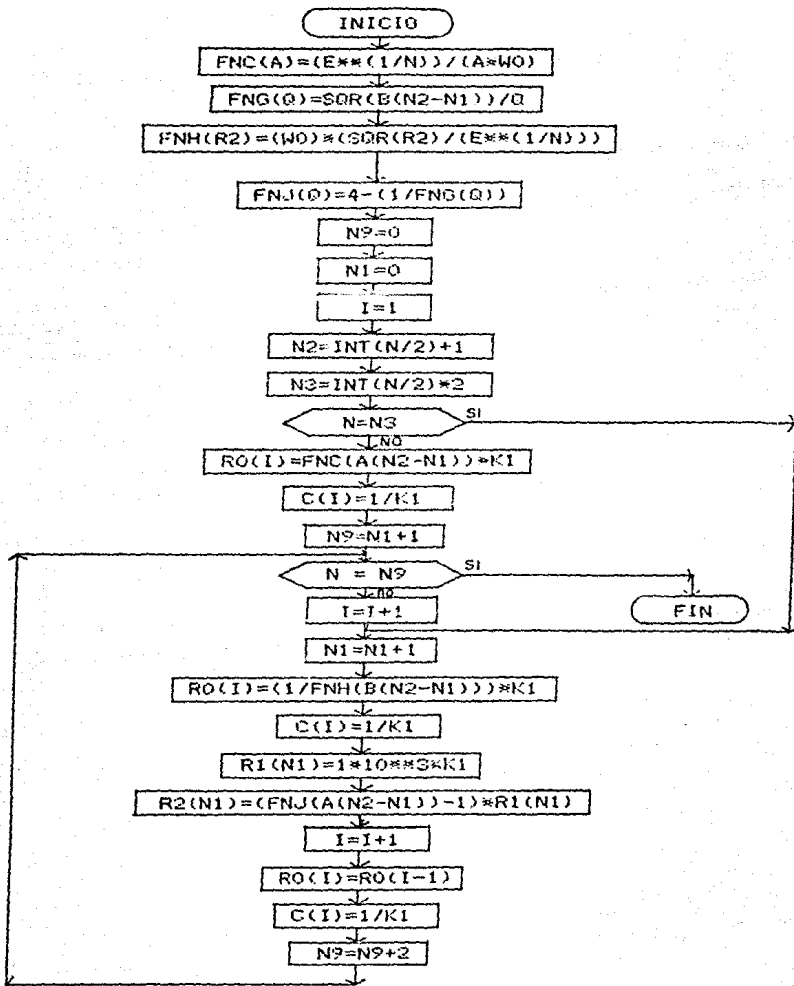 INICIO
FNC(A)=(E**(1/N))/(A*WO)
FNG(Q)=SQR(B(N2-N1))/Q
FNH(R2)=(WO)*(SQR(R2)/(E**(1/N)))
FNJ(Q)=4-(1/FNG(Q))
N9=0
N1=0
I=1
N2=INT(N/2)+1
N3=INT(N/2)*2
N=N3
SI
NO
RO(I)=FNC(A(N2-N1))*K1
C(I)=1/K1
N9=N1+1
N = N9
SI
no
I=I+1
FIN
N1=N1+1
RO(I)=(1/FNH(B(N2-N1)))*K1
C(I)=1/K1
R1(N1)=1*10**3*K1
R2(N1)=(FNJ(A(N2-N1))-1)*R1(N1)
I=I+1
RO(I)=RO(I-1)
C(I)=1/K1
N9=N9+2